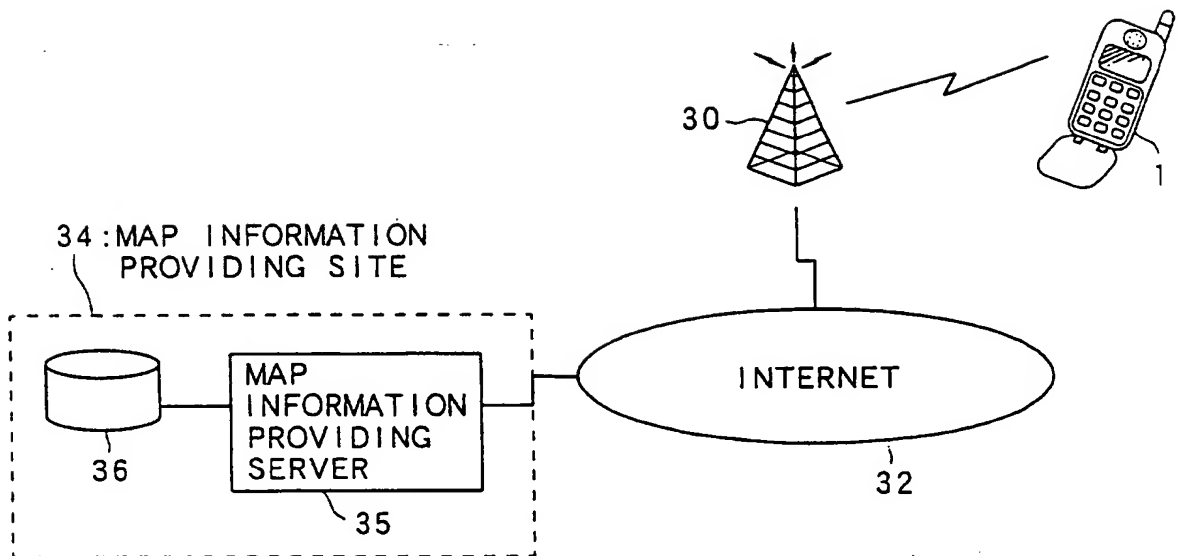 30
1
34:MAP INFORMATION
PROVIDING SITE
INTERNET
MAP
INFORMATION
PROVIDING
SERVER
36
32
35